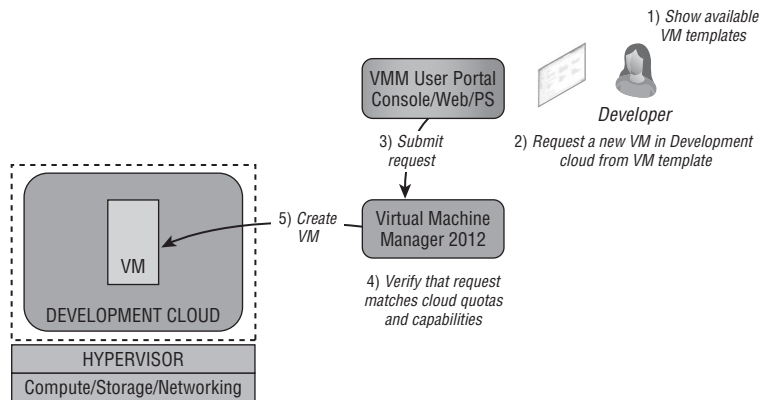 1) Show available
VM templates
VMM User Portal
Console/Web/PS
Developer
2) Request a new VM in Development
cloud from VM template
3) Submit
request
Virtual Machine
Manager 2012
4) Verify that request
matches cloud quotas
and capabilities
5) Create
VM
VM
DEVELOPMENT CLOUD
HYPERVISOR
Compute/Storage/Networking